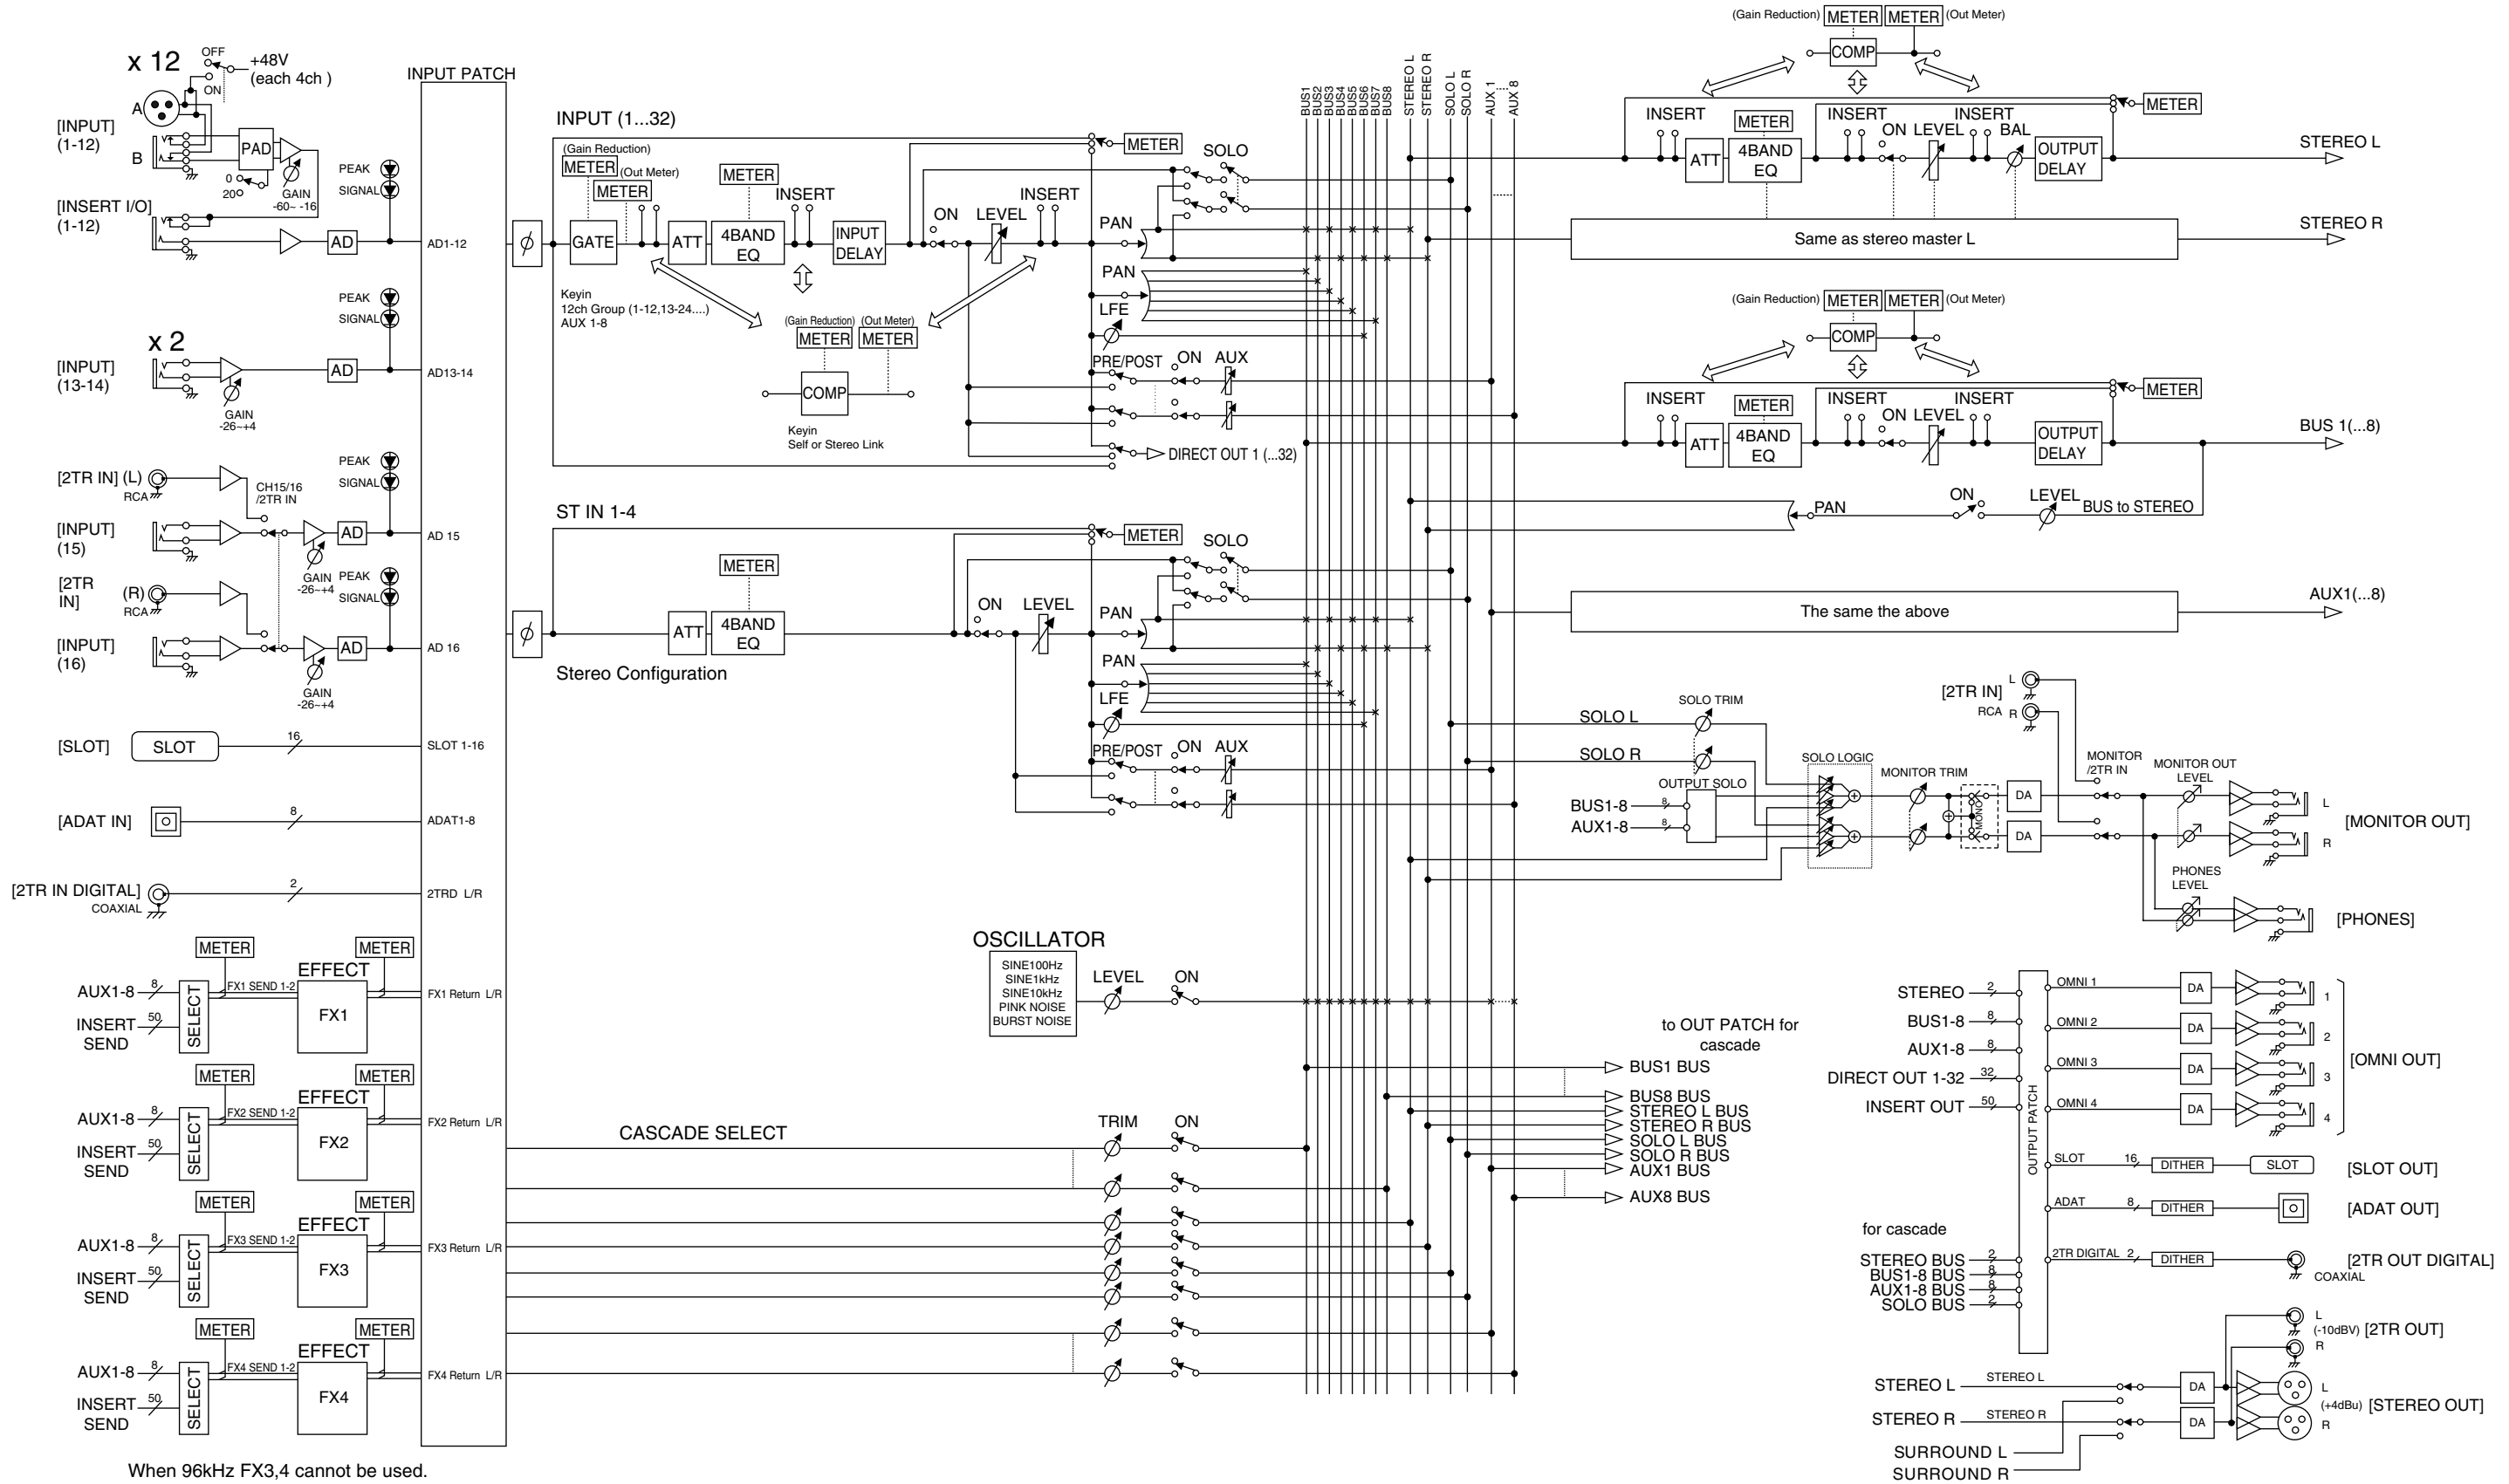 x 12
OFF
+48V
(each 4ch )
ON
A
[INPUT]
(1-12)
B
PAD
0
20
GAIN
-60~ -16
PEAK
SIGNAL
[INSERT I/O]
(1-12)
AD
x 2
PEAK
SIGNAL
[INPUT]
(13-14)
AD
GAIN
-26~+4
[2TR IN] (L)
RCA
CH15/16
/2TR IN
PEAK
SIGNAL
[INPUT]
(15)
AD
GAIN
-26~+4
[2TR
IN]
(R)
RCA
PEAK
SIGNAL
[INPUT]
(16)
AD
GAIN
-26~+4
[SLOT]
SLOT
16
[ADAT IN]
8
[2TR IN DIGITAL]
COAXIAL
2
METER
METER
EFFECT
AUX1-8
8
INSERT
SEND
50
SELECT
FX1 SEND 1-2
FX1
METER
METER
EFFECT
AUX1-8
8
INSERT
SEND
50
SELECT
FX2 SEND 1-2
FX2
METER
METER
EFFECT
AUX1-8
8
INSERT
SEND
50
SELECT
FX3 SEND 1-2
FX3
METER
METER
EFFECT
AUX1-8
8
INSERT
SEND
50
SELECT
FX4 SEND 1-2
FX4
When 96kHz FX3,4 cannot be used.
INPUT PATCH
AD1-12
AD13-14
AD 15
AD 16
SLOT 1-16
ADAT1-8
2TRD L/R
FX1 Return L/R
FX2 Return L/R
FX3 Return L/R
FX4 Return L/R
INPUT (1...32)
(Gain Reduction)
METER
(Out Meter)
METER
METER
INSERT
ϕ
GATE
ATT
4BAND
EQ
INPUT
DELAY
ON
LEVEL
INSERT
METER
SOLO
PAN
PAN
LFE
Keyin
12ch Group (1-12,13-24....)
AUX 1-8
(Gain Reduction)
(Out Meter)
METER
METER
COMP
Keyin
Self or Stereo Link
PRE/POST
ON
AUX
DIRECT OUT 1 (...32)
ST IN 1-4
METER
METER
SOLO
ϕ
ATT
4BAND
EQ
ON
LEVEL
PAN
Stereo Configuration
PAN
LFE
PRE/POST
ON
AUX
OSCILLATOR
SINE100Hz
SINE1kHz
SINE10kHz
PINK NOISE
BURST NOISE
LEVEL
ON
CASCADE SELECT
TRIM
ON
BUS1
BUS2
BUS3
BUS4
BUS5
BUS6
BUS7
BUS8
STEREO L
STEREO R
SOLO L
SOLO R
AUX 1
AUX 8
(Gain Reduction)
METER
METER
(Out Meter)
COMP
INSERT
METER
INSERT
ON
LEVEL
INSERT
BAL
METER
ATT
4BAND
EQ
OUTPUT
DELAY
STEREO L
Same as stereo master L
STEREO R
(Gain Reduction)
METER
METER
(Out Meter)
COMP
INSERT
METER
INSERT
ON
LEVEL
INSERT
METER
ATT
4BAND
EQ
OUTPUT
DELAY
BUS 1(...8)
PAN
ON
LEVEL
BUS to STEREO
The same the above
AUX1(...8)
[2TR IN]
L
RCA
R
SOLO TRIM
SOLO L
SOLO R
OUTPUT SOLO
BUS1-8
8
AUX1-8
8
SOLO LOGIC
MONITOR TRIM
MONO
DA
DA
MONITOR
/2TR IN
MONITOR OUT
LEVEL
L
R
[MONITOR OUT]
PHONES
LEVEL
[PHONES]
to OUT PATCH for
cascade
BUS1 BUS
BUS8 BUS
STEREO L BUS
STEREO R BUS
SOLO L BUS
SOLO R BUS
AUX1 BUS
AUX8 BUS
STEREO
2
BUS1-8
8
AUX1-8
8
DIRECT OUT 1-32
32
INSERT OUT
50
for cascade
STEREO BUS
2
BUS1-8 BUS
8
AUX1-8 BUS
8
SOLO BUS
2
OUTPUT PATCH
OMNI 1
DA
1
OMNI 2
DA
2
OMNI 3
DA
3
OMNI 4
DA
4
[OMNI OUT]
SLOT
16
DITHER
SLOT
[SLOT OUT]
ADAT
8
DITHER
[ADAT OUT]
2TR DIGITAL
2
DITHER
[2TR OUT DIGITAL]
COAXIAL
L
(-10dBV) [2TR OUT]
R
STEREO L
STEREO L
DA
L
(+4dBu) [STEREO OUT]
STEREO R
STEREO R
DA
R
SURROUND L
SURROUND R